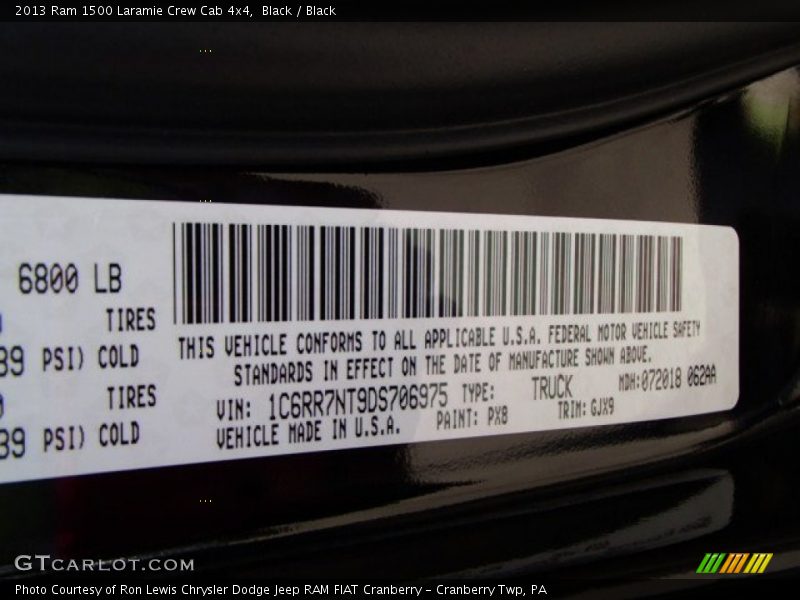 2013 Ram 1500 Laramie Crew Cab 4x4, Black / Black
6800 LB
TIRES
39 PSI) COLD
TIRES
39 PSI) COLD
THIS VEHICLE CONFORMS TO ALL APPLICABLE U.S.A. FEDERAL MOTOR VEHICLE SAFETY
STANDARDS IN EFFECT ON THE DATE OF MANUFACTURE SHOWN ABOVE.
VIN: 1C6RR7NT9DS706975 TYPE: TRUCK MDH:072018 062AA
VEHICLE MADE IN U.S.A. PAINT: PX8 TRIM: GJX9
GTCARLOT.COM
Photo Courtesy of Ron Lewis Chrysler Dodge Jeep RAM FIAT Cranberry – Cranberry Twp, PA